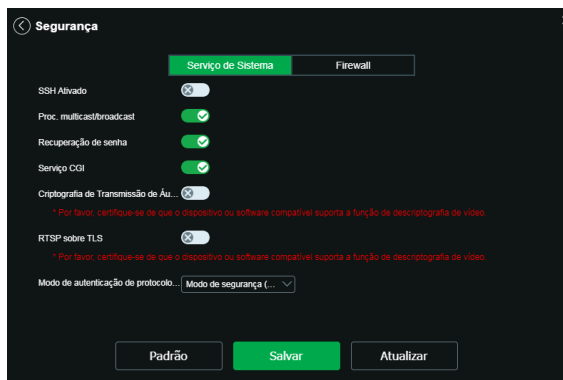 Segurança
Serviço de Sistema Firewall
SSH Ativado
Proc. multicast/broadcast
Recuperação de senha
Serviço CGI
Criptografia de Transmissão de Áu...
* Por favor, certifique-se de que o dispositivo ou software compatível suporta a função de descriptografia de vídeo.
RTSP sobre TLS
* Por favor, certifique-se de que o dispositivo ou software compatível suporta a função de descriptografia de vídeo.
Modo de autenticação de protocolo... Modo de segurança (...
Padrão Salvar Atualizar